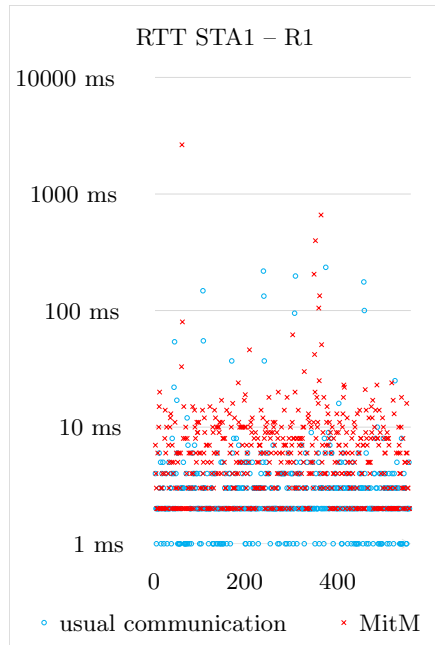 RTT STA1 – R1
10000 ms
1000 ms
100 ms
10 ms
1 ms
0 200 400
usual communication MitM